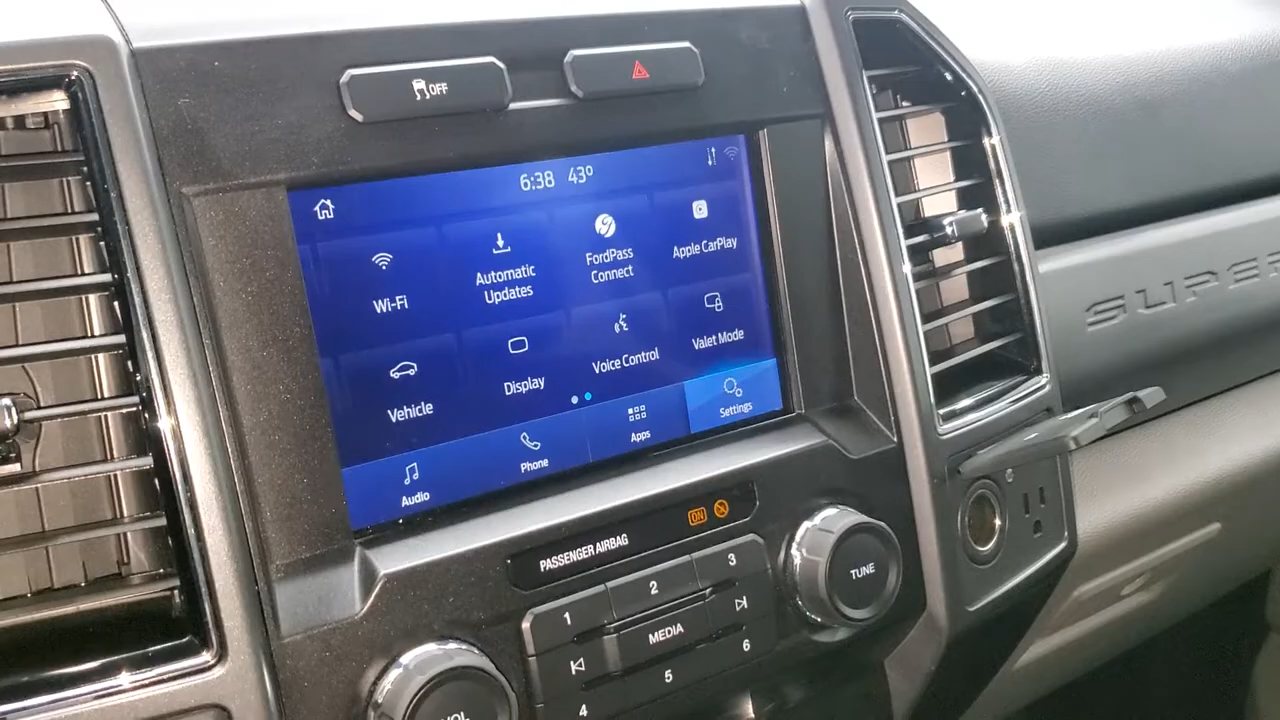 OFF
6:38 43°
Wi-Fi
Automatic
Updates
FordPass
Connect
Apple CarPlay
Vehicle
Display
Voice Control
Valet Mode
Audio
Phone
Apps
Settings
SUPER
PASSENGER AIRBAG
ON
1
2
3
MEDIA
4
5
6
VOL
TUNE